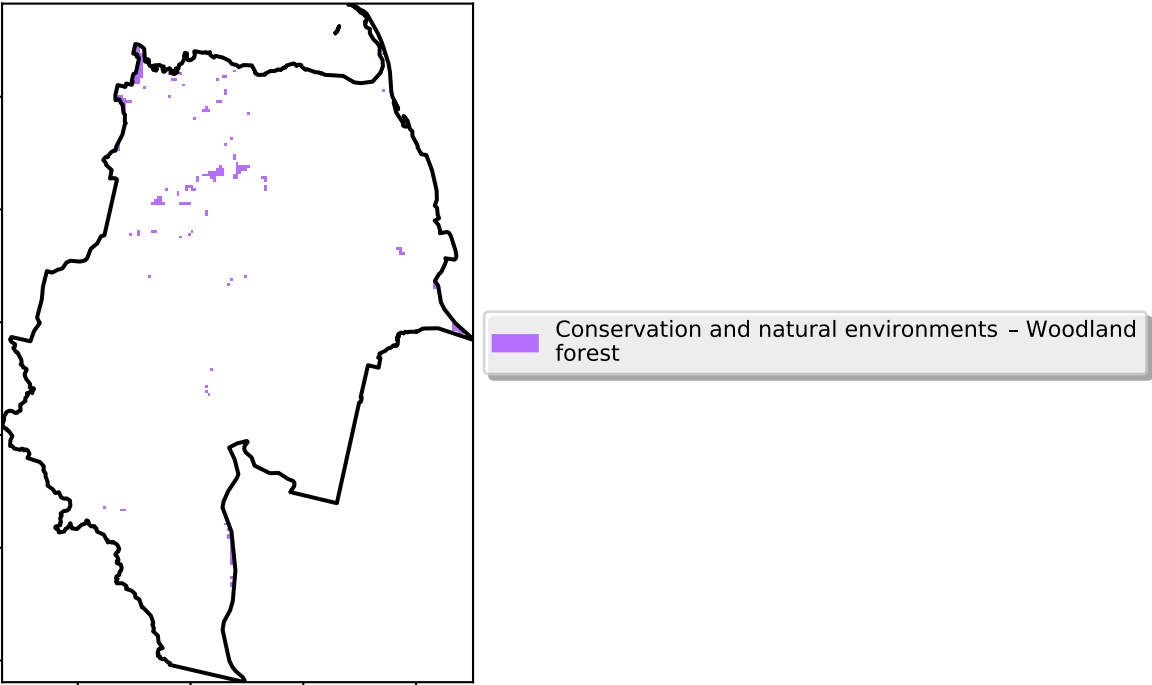 Conservation and natural environments – Woodland
forest